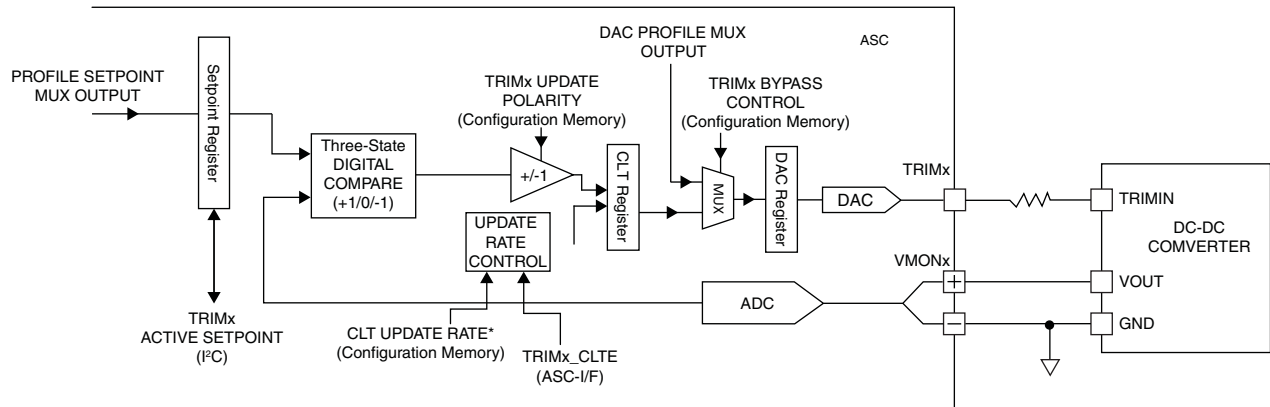 ASC
PROFILE SETPOINT
MUX OUTPUT
Setpoint Register
TRIMx
ACTIVE SETPOINT
(I²C)
Three-State
DIGITAL
COMPARE
(+1/0/-1)
TRIMx UPDATE
POLARITY
(Configuration Memory)
+/-1
UPDATE
RATE
CONTROL
CLT UPDATE RATE*
(Configuration Memory)
TRIMx_CLTE
(ASC-I/F)
CLT Register
DAC PROFILE MUX
OUTPUT
TRIMx BYPASS
CONTROL
(Configuration Memory)
MUX
DAC Register
DAC
ADC
TRIMx
VMONx
+
−
TRIMIN
DC-DC
COMVERTER
VOUT
GND